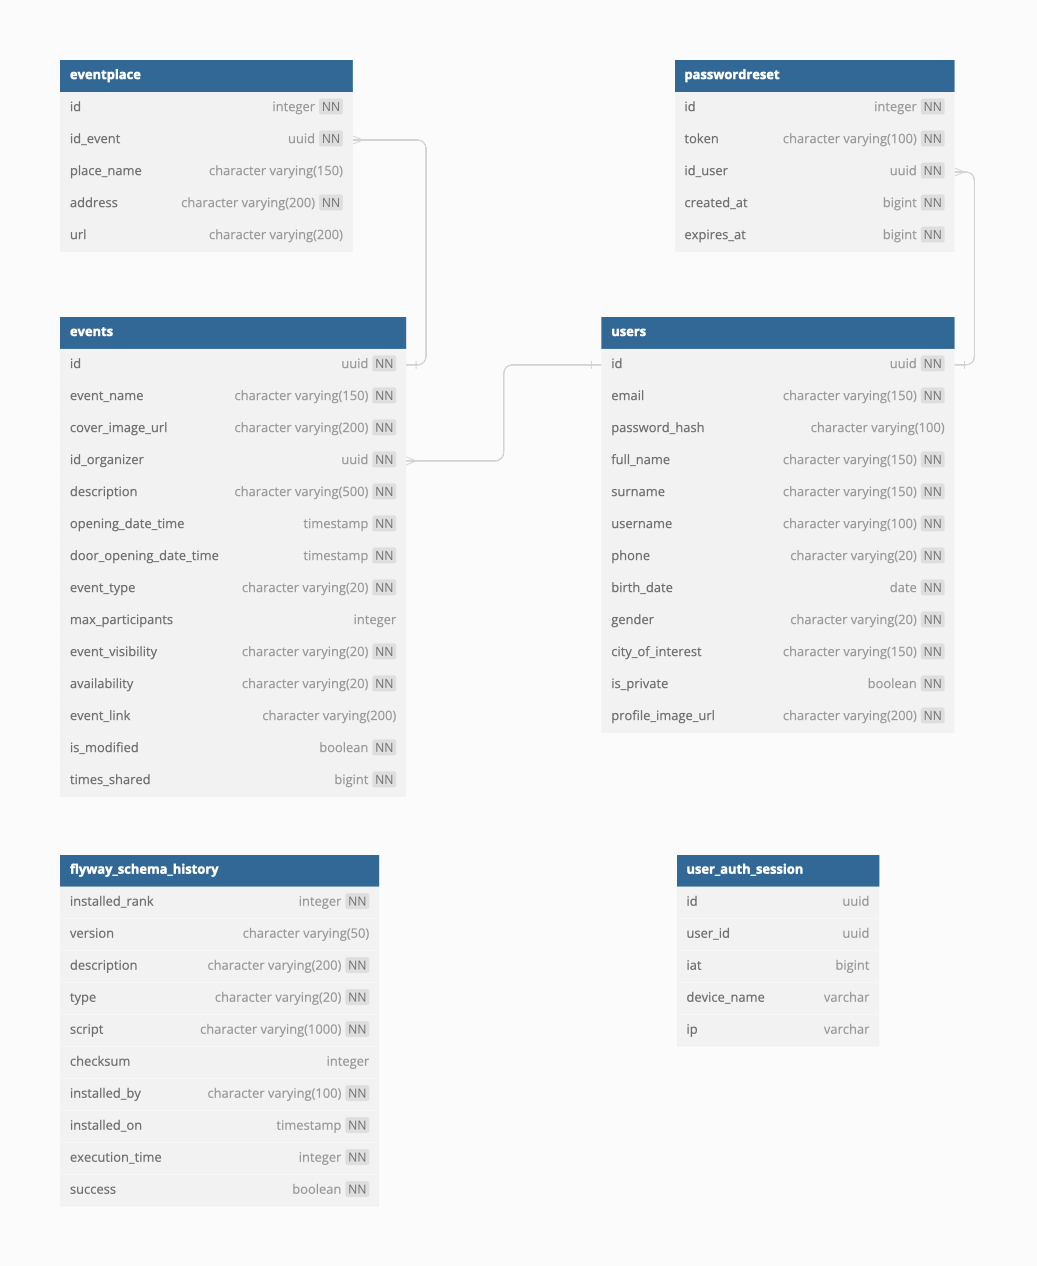 eventplace
id integer NN
id_event uuid NN
place_name character varying(150)
address character varying(200) NN
url character varying(200)
passwordreset
id integer NN
token character varying(100) NN
id_user uuid NN
created_at bigint NN
expires_at bigint NN
events
id uuid NN
event_name character varying(150) NN
cover_image_url character varying(200) NN
id_organizer uuid NN
description character varying(500) NN
opening_date_time timestamp NN
door_opening_date_time timestamp NN
event_type character varying(20) NN
max_participants integer
event_visibility character varying(20) NN
availability character varying(20) NN
event_link character varying(200)
is_modified boolean NN
times_shared bigint NN
users
id uuid NN
email character varying(150) NN
password_hash character varying(100)
full_name character varying(150) NN
surname character varying(150) NN
username character varying(100) NN
phone character varying(20) NN
birth_date date NN
gender character varying(20) NN
city_of_interest character varying(150) NN
is_private boolean NN
profile_image_url character varying(200) NN
flyway_schema_history
installed_rank integer NN
version character varying(50)
description character varying(200) NN
type character varying(20) NN
script character varying(1000) NN
checksum integer
installed_by character varying(100) NN
installed_on timestamp NN
execution_time integer NN
success boolean NN
user_auth_session
id uuid
user_id uuid
iat bigint
device_name varchar
ip varchar